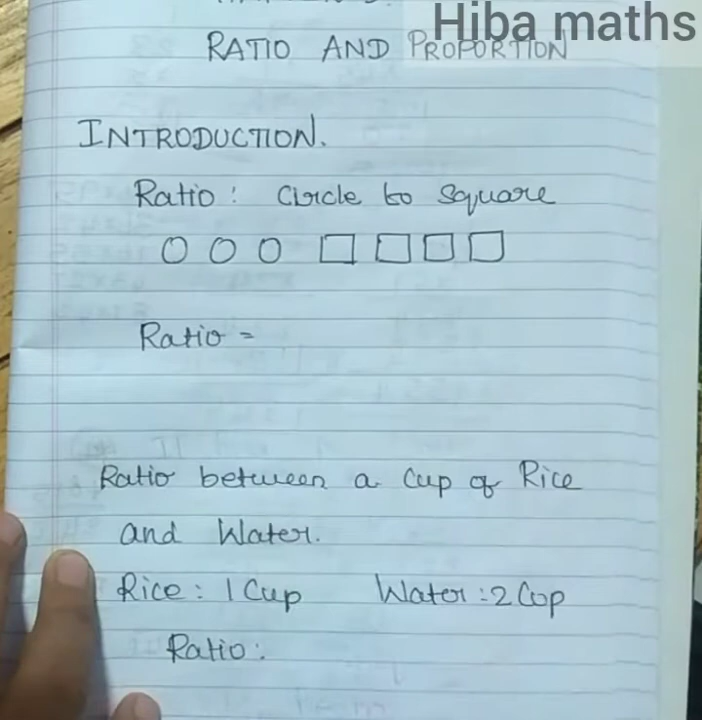 Hiba maths
RATIO AND PROPORTION
INTRODUCTION.
Ratio: Circle to Square
Ratio =
Ratio between a Cup of Rice
and Water.
Rice: 1 Cup Water: 2 Cup
Ratio: